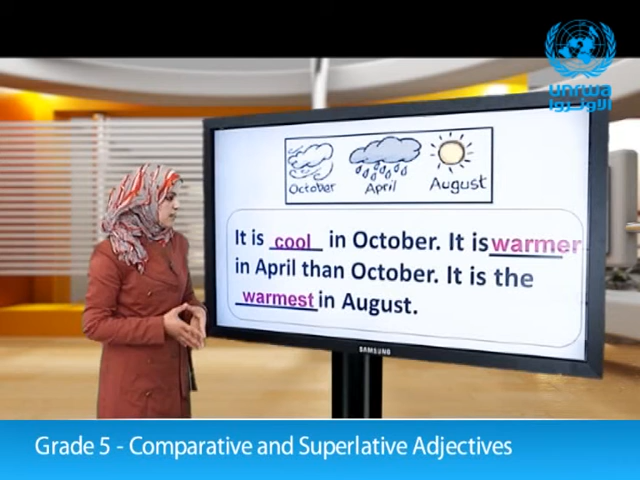 unrwa
الأونروا
October April August
It is cool in October. It is warmer
in April than October. It is the
warmest in August.
SAMSUNG
Grade 5 - Comparative and Superlative Adjectives